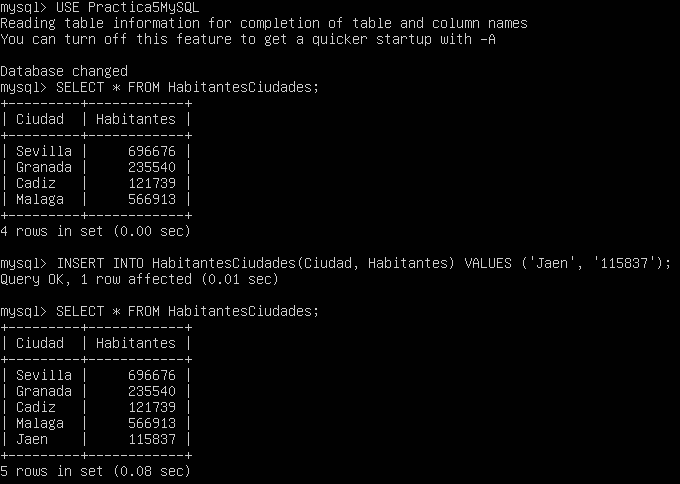 mysql> USE Practica5MySQL
Reading table information for completion of table and column names
You can turn off this feature to get a quicker startup with -A

Database changed
mysql> SELECT * FROM HabitantesCiudades;
+---------+------------+
| Ciudad  | Habitantes |
+---------+------------+
| Sevilla |     696676 |
| Granada |     235540 |
| Cadiz   |     121739 |
| Malaga  |     566913 |
+---------+------------+
4 rows in set (0.00 sec)

mysql> INSERT INTO HabitantesCiudades(Ciudad, Habitantes) VALUES ('Jaen', '115837');
Query OK, 1 row affected (0.01 sec)

mysql> SELECT * FROM HabitantesCiudades;
+---------+------------+
| Ciudad  | Habitantes |
+---------+------------+
| Sevilla |     696676 |
| Granada |     235540 |
| Cadiz   |     121739 |
| Malaga  |     566913 |
| Jaen    |     115837 |
+---------+------------+
5 rows in set (0.08 sec)